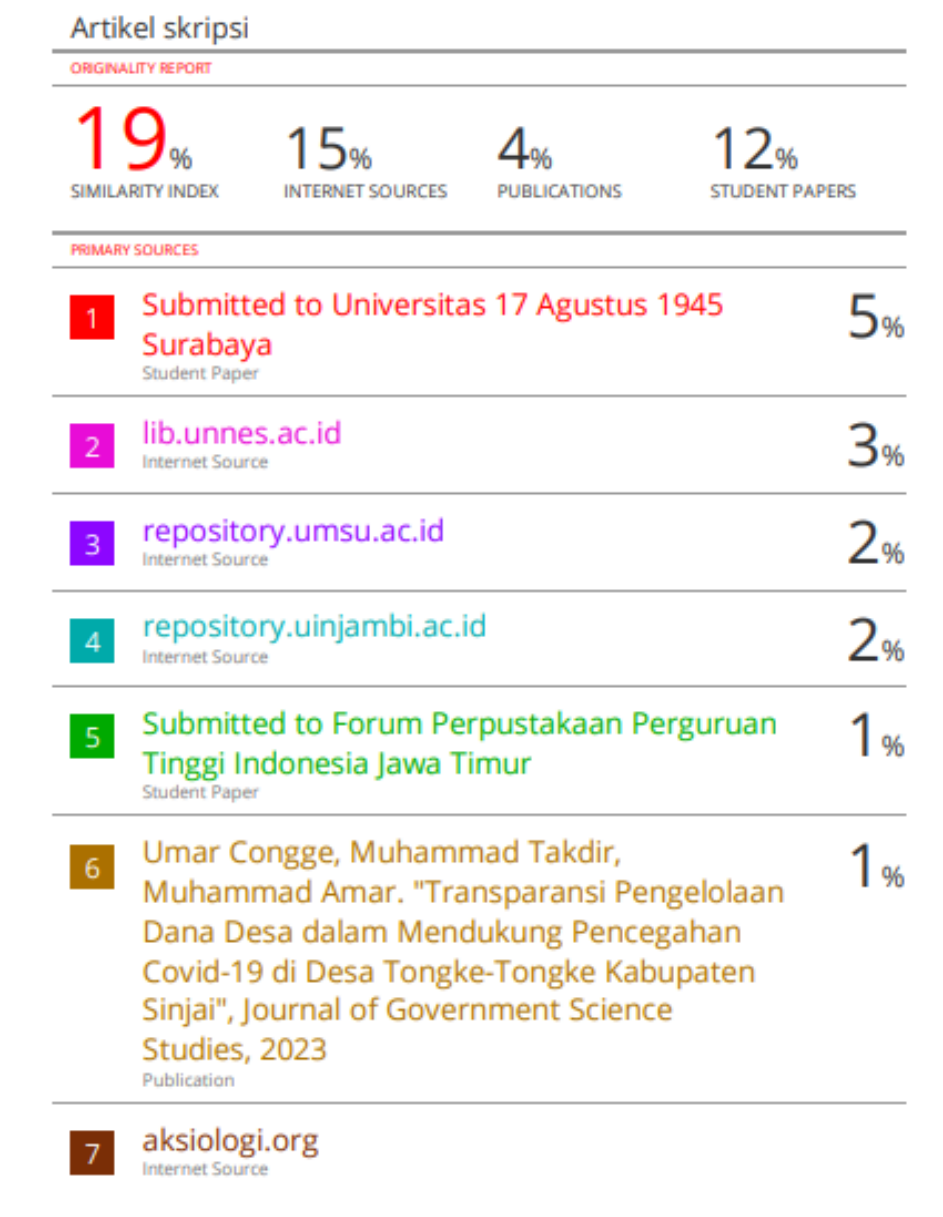 Artikel skripsi
ORIGINALITY REPORT
19% 15% 4% 12%
SIMILARITY INDEX INTERNET SOURCES PUBLICATIONS STUDENT PAPERS
PRIMARY SOURCES
1 Submitted to Universitas 17 Agustus 1945 5%
Surabaya
Student Paper
2 lib.unnes.ac.id 3%
Internet Source
3 repository.umsu.ac.id 2%
Internet Source
4 repository.uinjambi.ac.id 2%
Internet Source
5 Submitted to Forum Perpustakaan Perguruan 1%
Tinggi Indonesia Jawa Timur
Student Paper
6 Umar Congge, Muhammad Takdir, 1%
Muhammad Amar. "Transparansi Pengelolaan
Dana Desa dalam Mendukung Pencegahan
Covid-19 di Desa Tongke-Tongke Kabupaten
Sinjai", Journal of Government Science
Studies, 2023
Publication
7 aksiologi.org
Internet Source